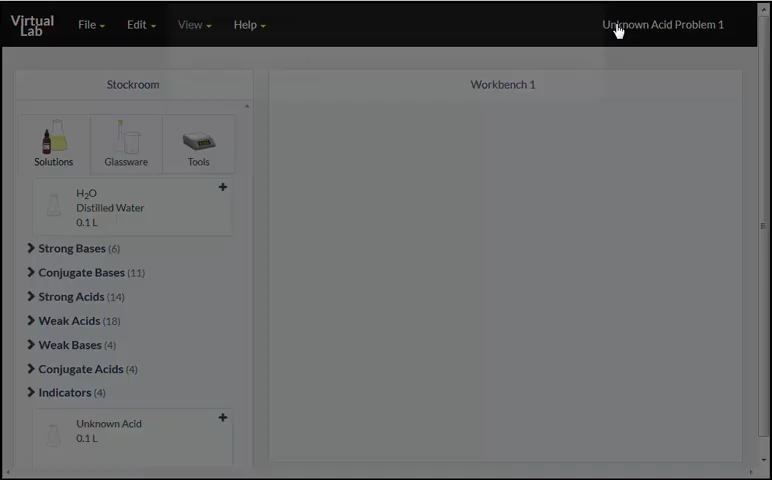 Virtual Lab
File Edit View Help Unknown Acid Problem 1
Stockroom
Workbench 1
Solutions Glassware Tools
H₂O
Distilled Water
0.1 L
Strong Bases (6)
Conjugate Bases (11)
Strong Acids (14)
Weak Acids (18)
Weak Bases (4)
Conjugate Acids (4)
Indicators (4)
Unknown Acid
0.1 L